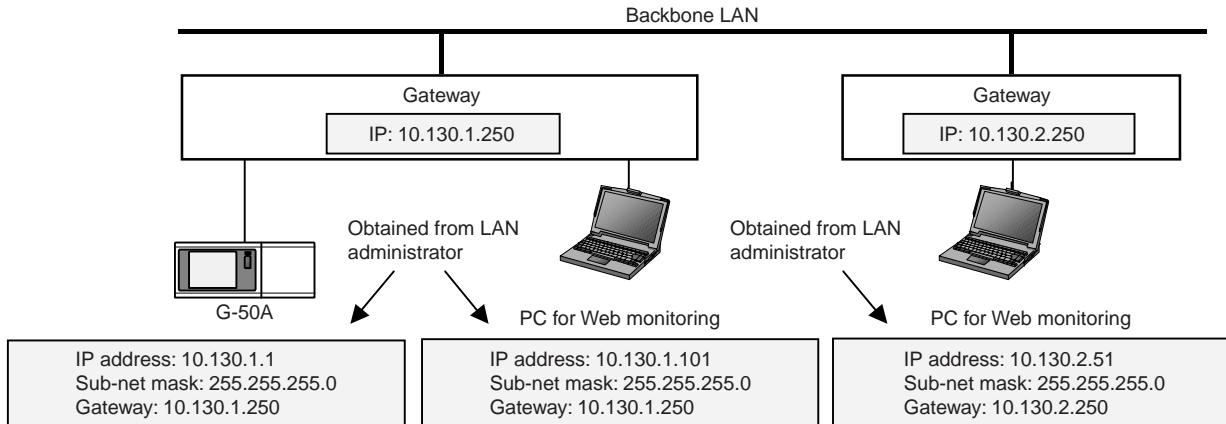 Backbone LAN
Gateway
IP: 10.130.1.250
Gateway
IP: 10.130.2.250
Obtained from LAN
administrator
Obtained from LAN
administrator
G-50A
PC for Web monitoring
PC for Web monitoring
IP address: 10.130.1.1
Sub-net mask: 255.255.255.0
Gateway: 10.130.1.250
IP address: 10.130.1.101
Sub-net mask: 255.255.255.0
Gateway: 10.130.1.250
IP address: 10.130.2.51
Sub-net mask: 255.255.255.0
Gateway: 10.130.2.250